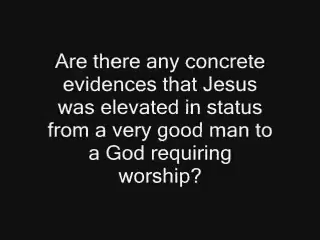 Are there any concrete
evidences that Jesus
was elevated in status
from a very good man to
a God requiring
worship?